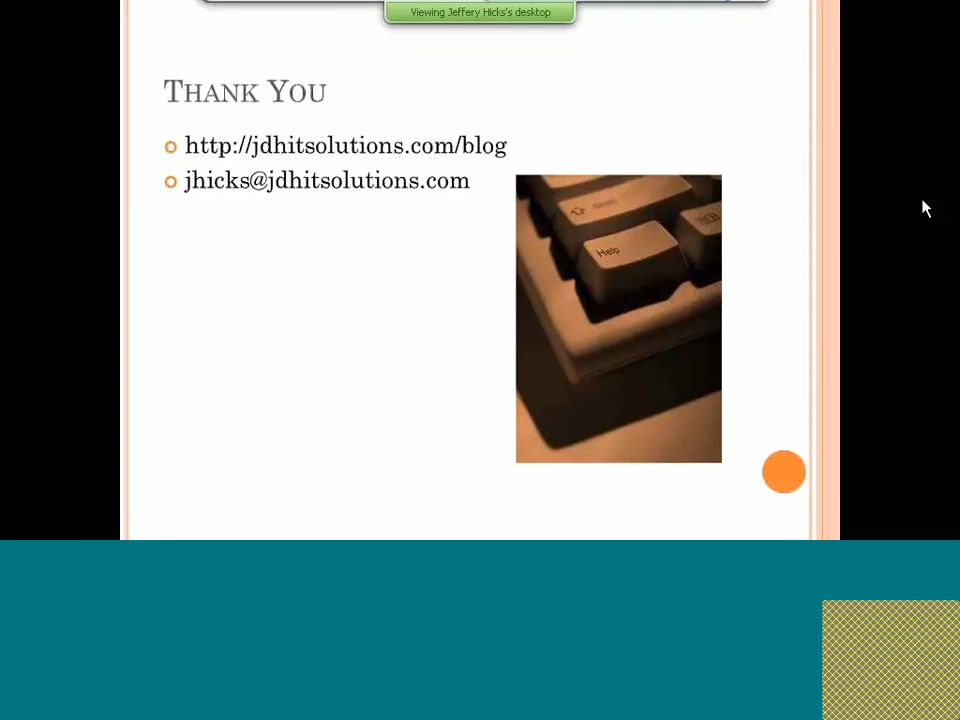 Viewing Jeffery Hicks's desktop
Thank You
http://jdhitsolutions.com/blog
jhicks@jdhitsolutions.com
Help